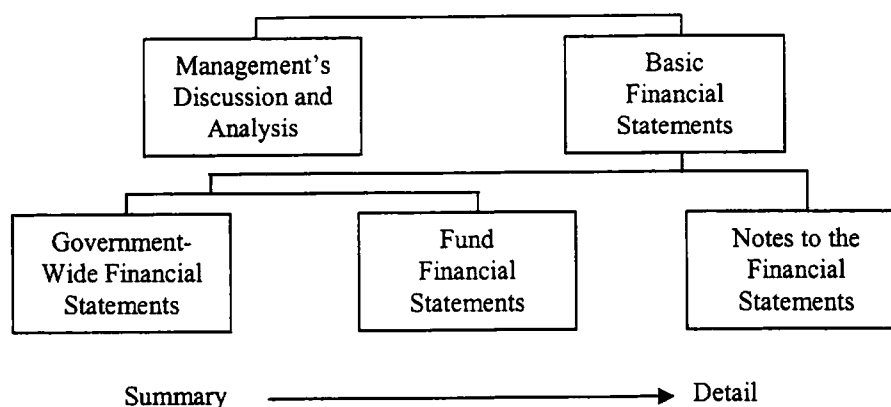 Management's
Discussion and
Analysis
Basic
Financial
Statements
Government-
Wide Financial
Statements
Fund
Financial
Statements
Notes to the
Financial
Statements
Summary
Detail